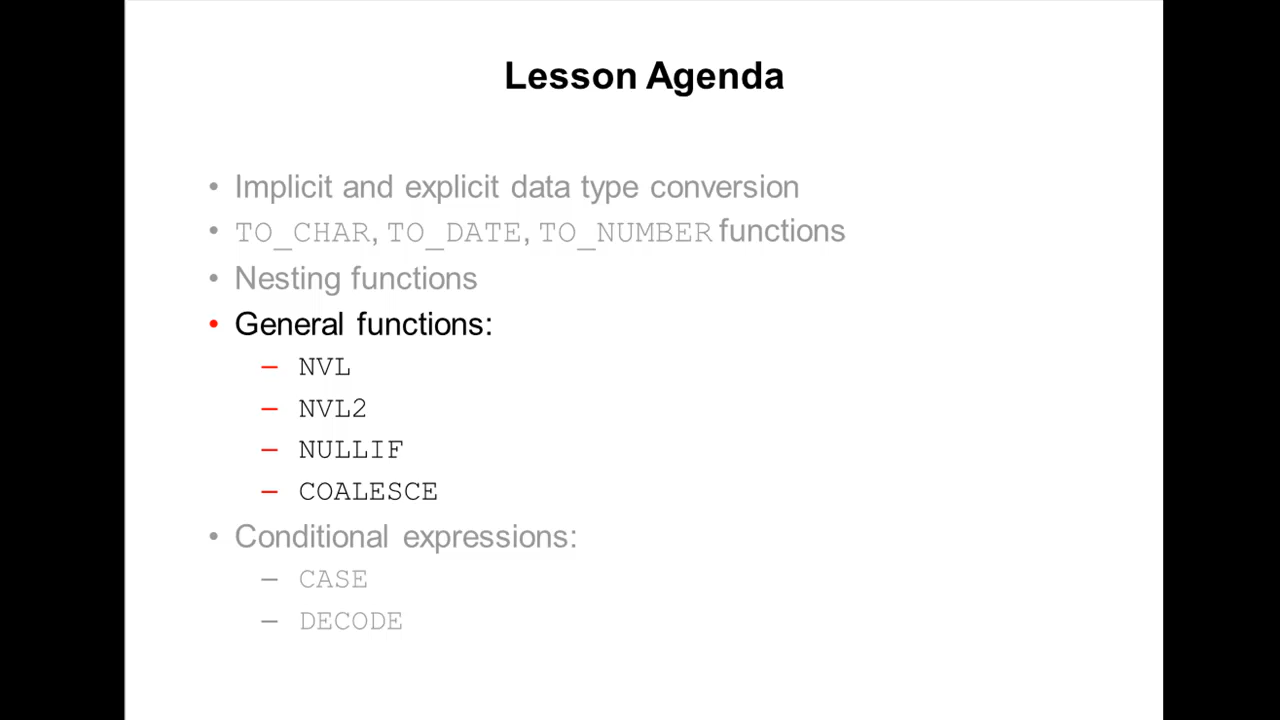 Lesson Agenda
• Implicit and explicit data type conversion
• TO_CHAR, TO_DATE, TO_NUMBER functions
• Nesting functions
• General functions:
– NVL
– NVL2
– NULLIF
– COALESCE
• Conditional expressions:
– CASE
– DECODE